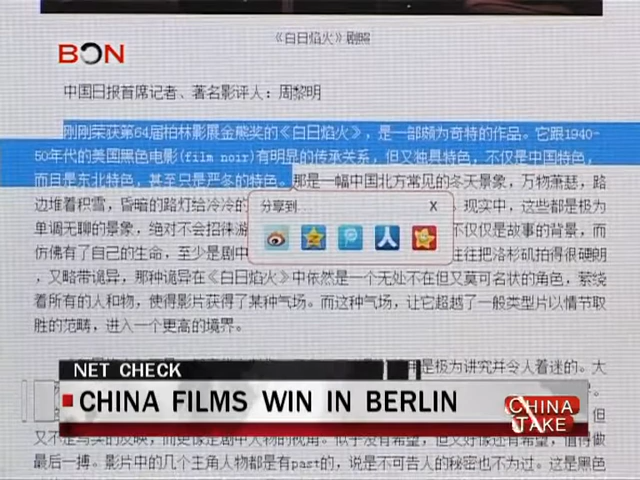 《白日焰火》剧照
BON
中国日报首席记者、著名影评人：周黎明
刚刚荣获第64届柏林影展金熊奖的《白日焰火》，是一部颇为奇特的作品。它跟1940-
50年代的美国黑色电影(film noir)有明显的传承关系，但又独具特色，不仅是中国特色，
而且是东北特色，甚至只是严冬的特色。那是一幅中国北方常见的冬天景象，万物萧瑟，路
边堆着积雪，昏暗的路灯给冷冷的 。现实中，这些都是极为
分享到... X
单调无聊的景象，绝对不会招徕游 不仅仅是故事的背景，而
仿佛有了自己的生命，至少是剧中 往往把洛杉矶拍得很硬朗
，又略带诡异，那种诡异在《白日焰火》中依然是一个无处不在但又莫可名状的角色，萦绕
着所有的人和物，使得影片获得了某种气场。而这种气场，让它超越了一般类型片以情节取
胜的范畴，进入一个更高的境界。
是极为讲究并令人着迷的。大
NET CHECK
CHINA FILMS WIN IN BERLIN
CHINA TAKE
但
最后一搏。影片中的几个主角人物都是有past的，说是不可告人的秘密也不为过。这是黑色